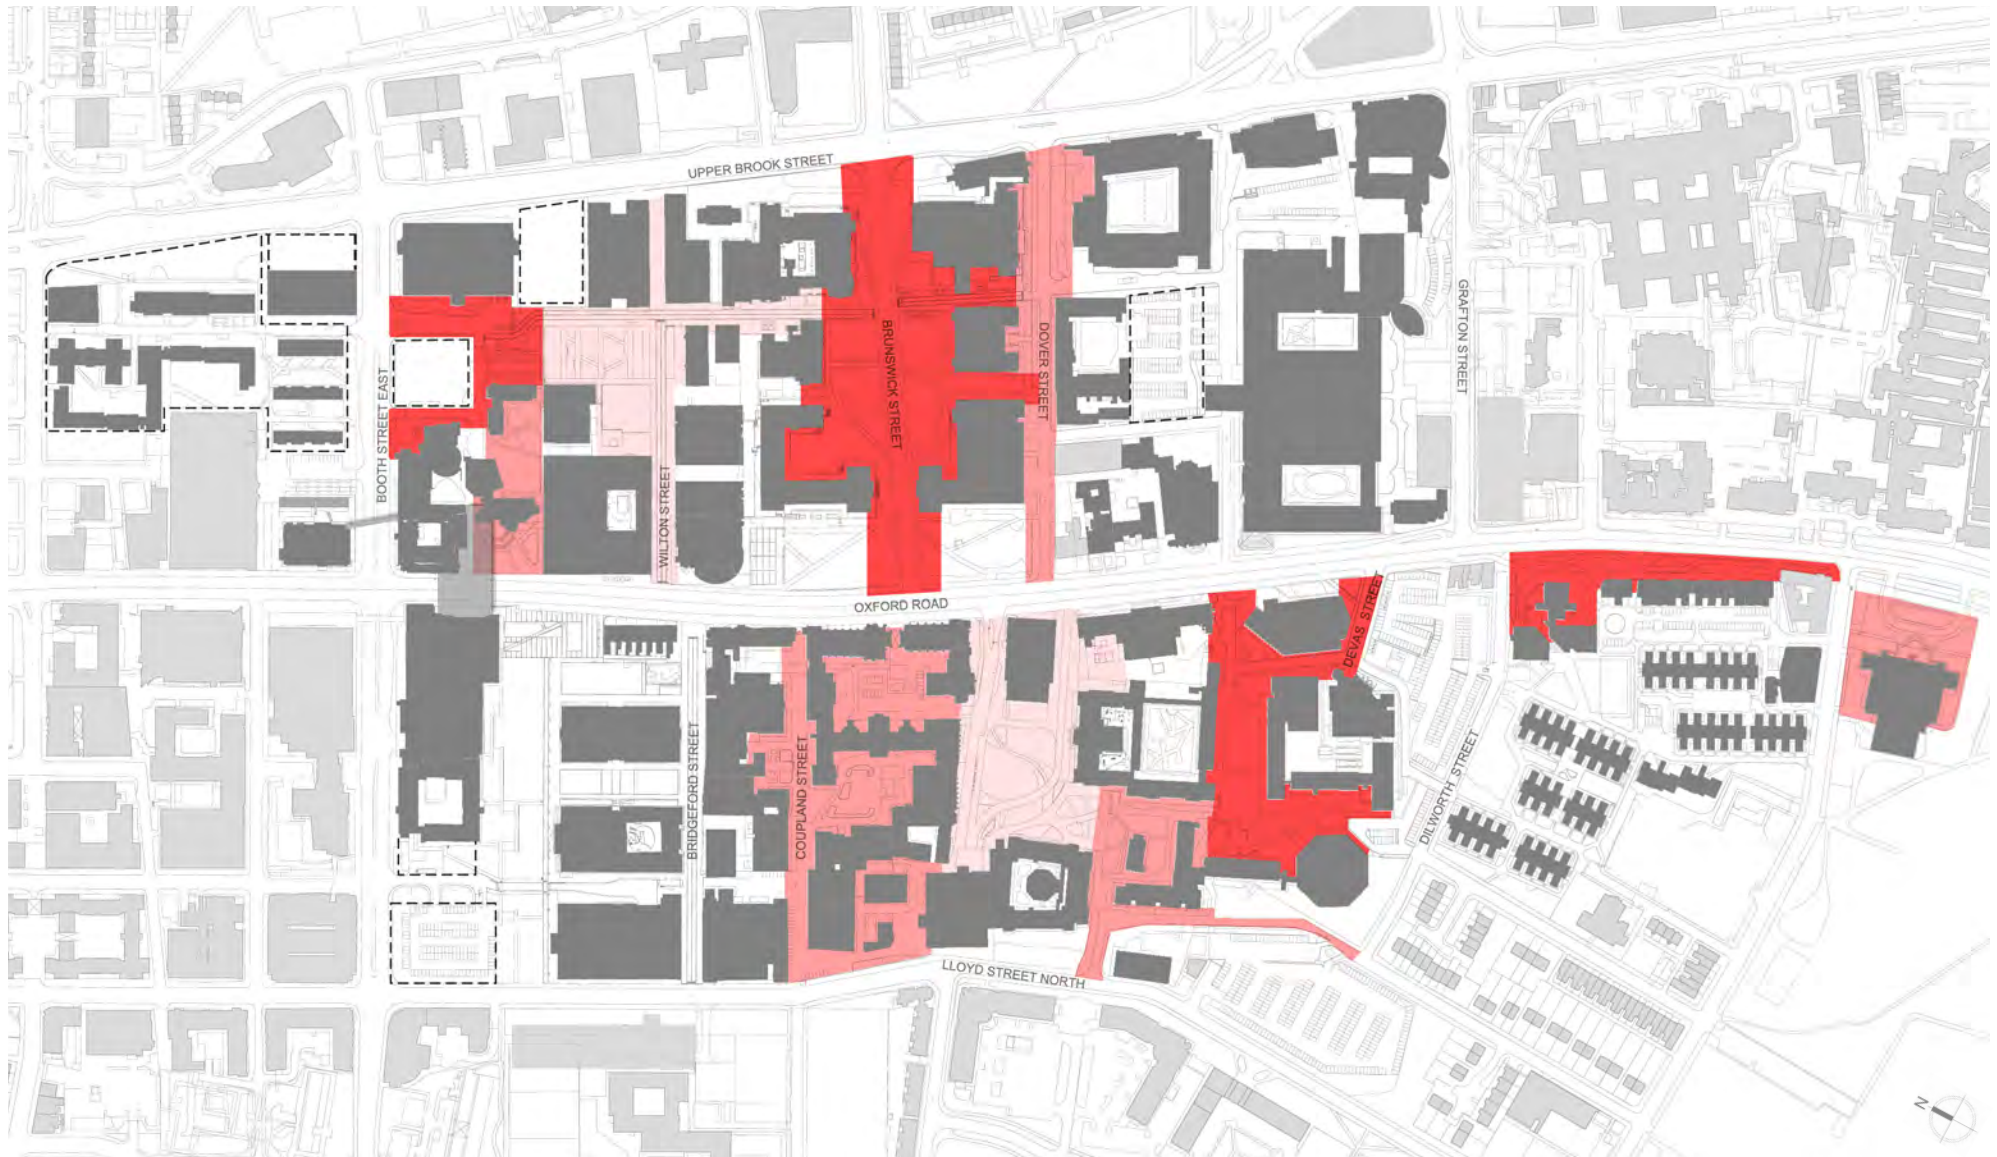 UPPER BROOK STREET
GRAFTON STREET
BOOTH STREET EAST
BRUNSWICK STREET
DOVER STREET
WILTON STREET
OXFORD ROAD
DEVAS STREET
BRIDGEFORD STREET
COUPLAND STREET
DILWORTH STREET
LLOYD STREET NORTH
N